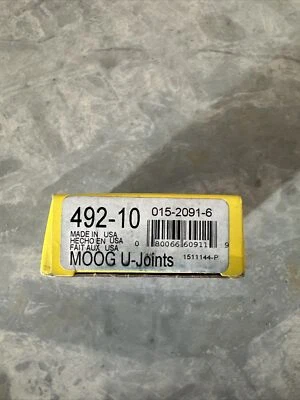 492-10 015-2091-6
MADE IN USA
HECHO EN USA
FAIT AUX USA
0 80066 60911 9
MOOG U-Joints 1511144-P